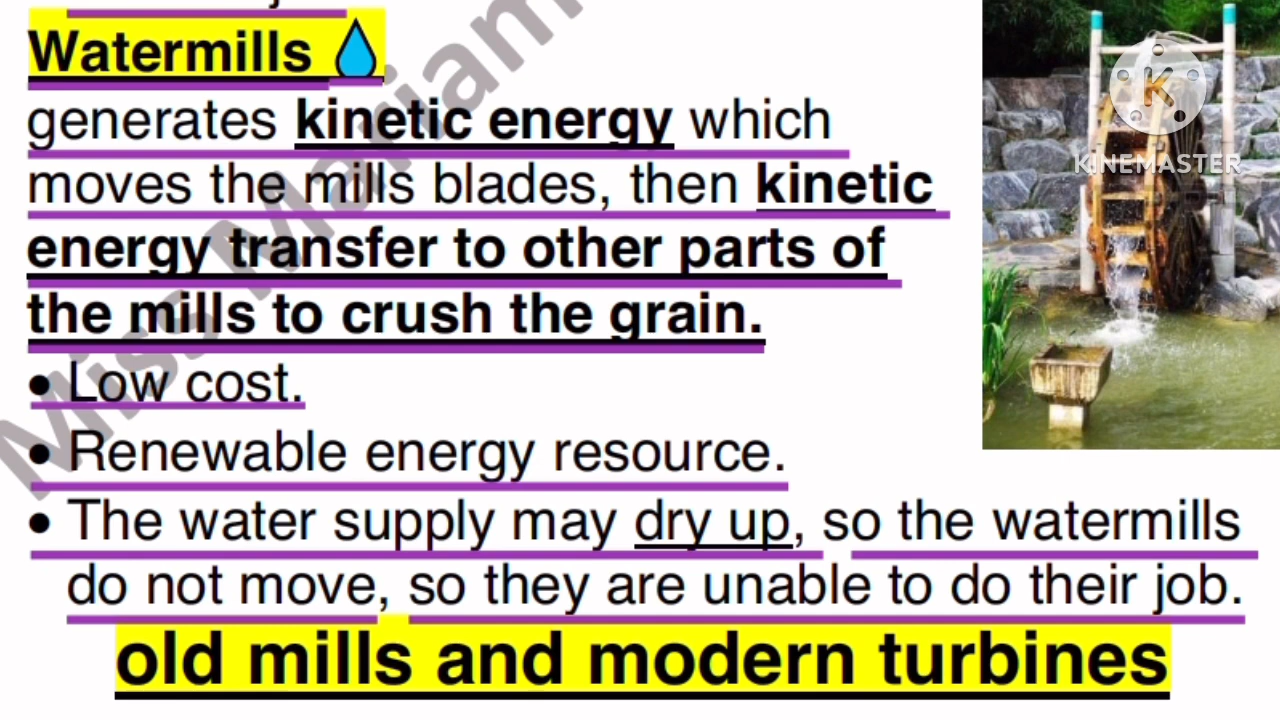 Watermills 💧
generates kinetic energy which
moves the mills blades, then kinetic
energy transfer to other parts of
the mills to crush the grain.
• Low cost.
• Renewable energy resource.
• The water supply may dry up, so the watermills
do not move, so they are unable to do their job.
old mills and modern turbines
Miss Mariam
K
KINEMASTER